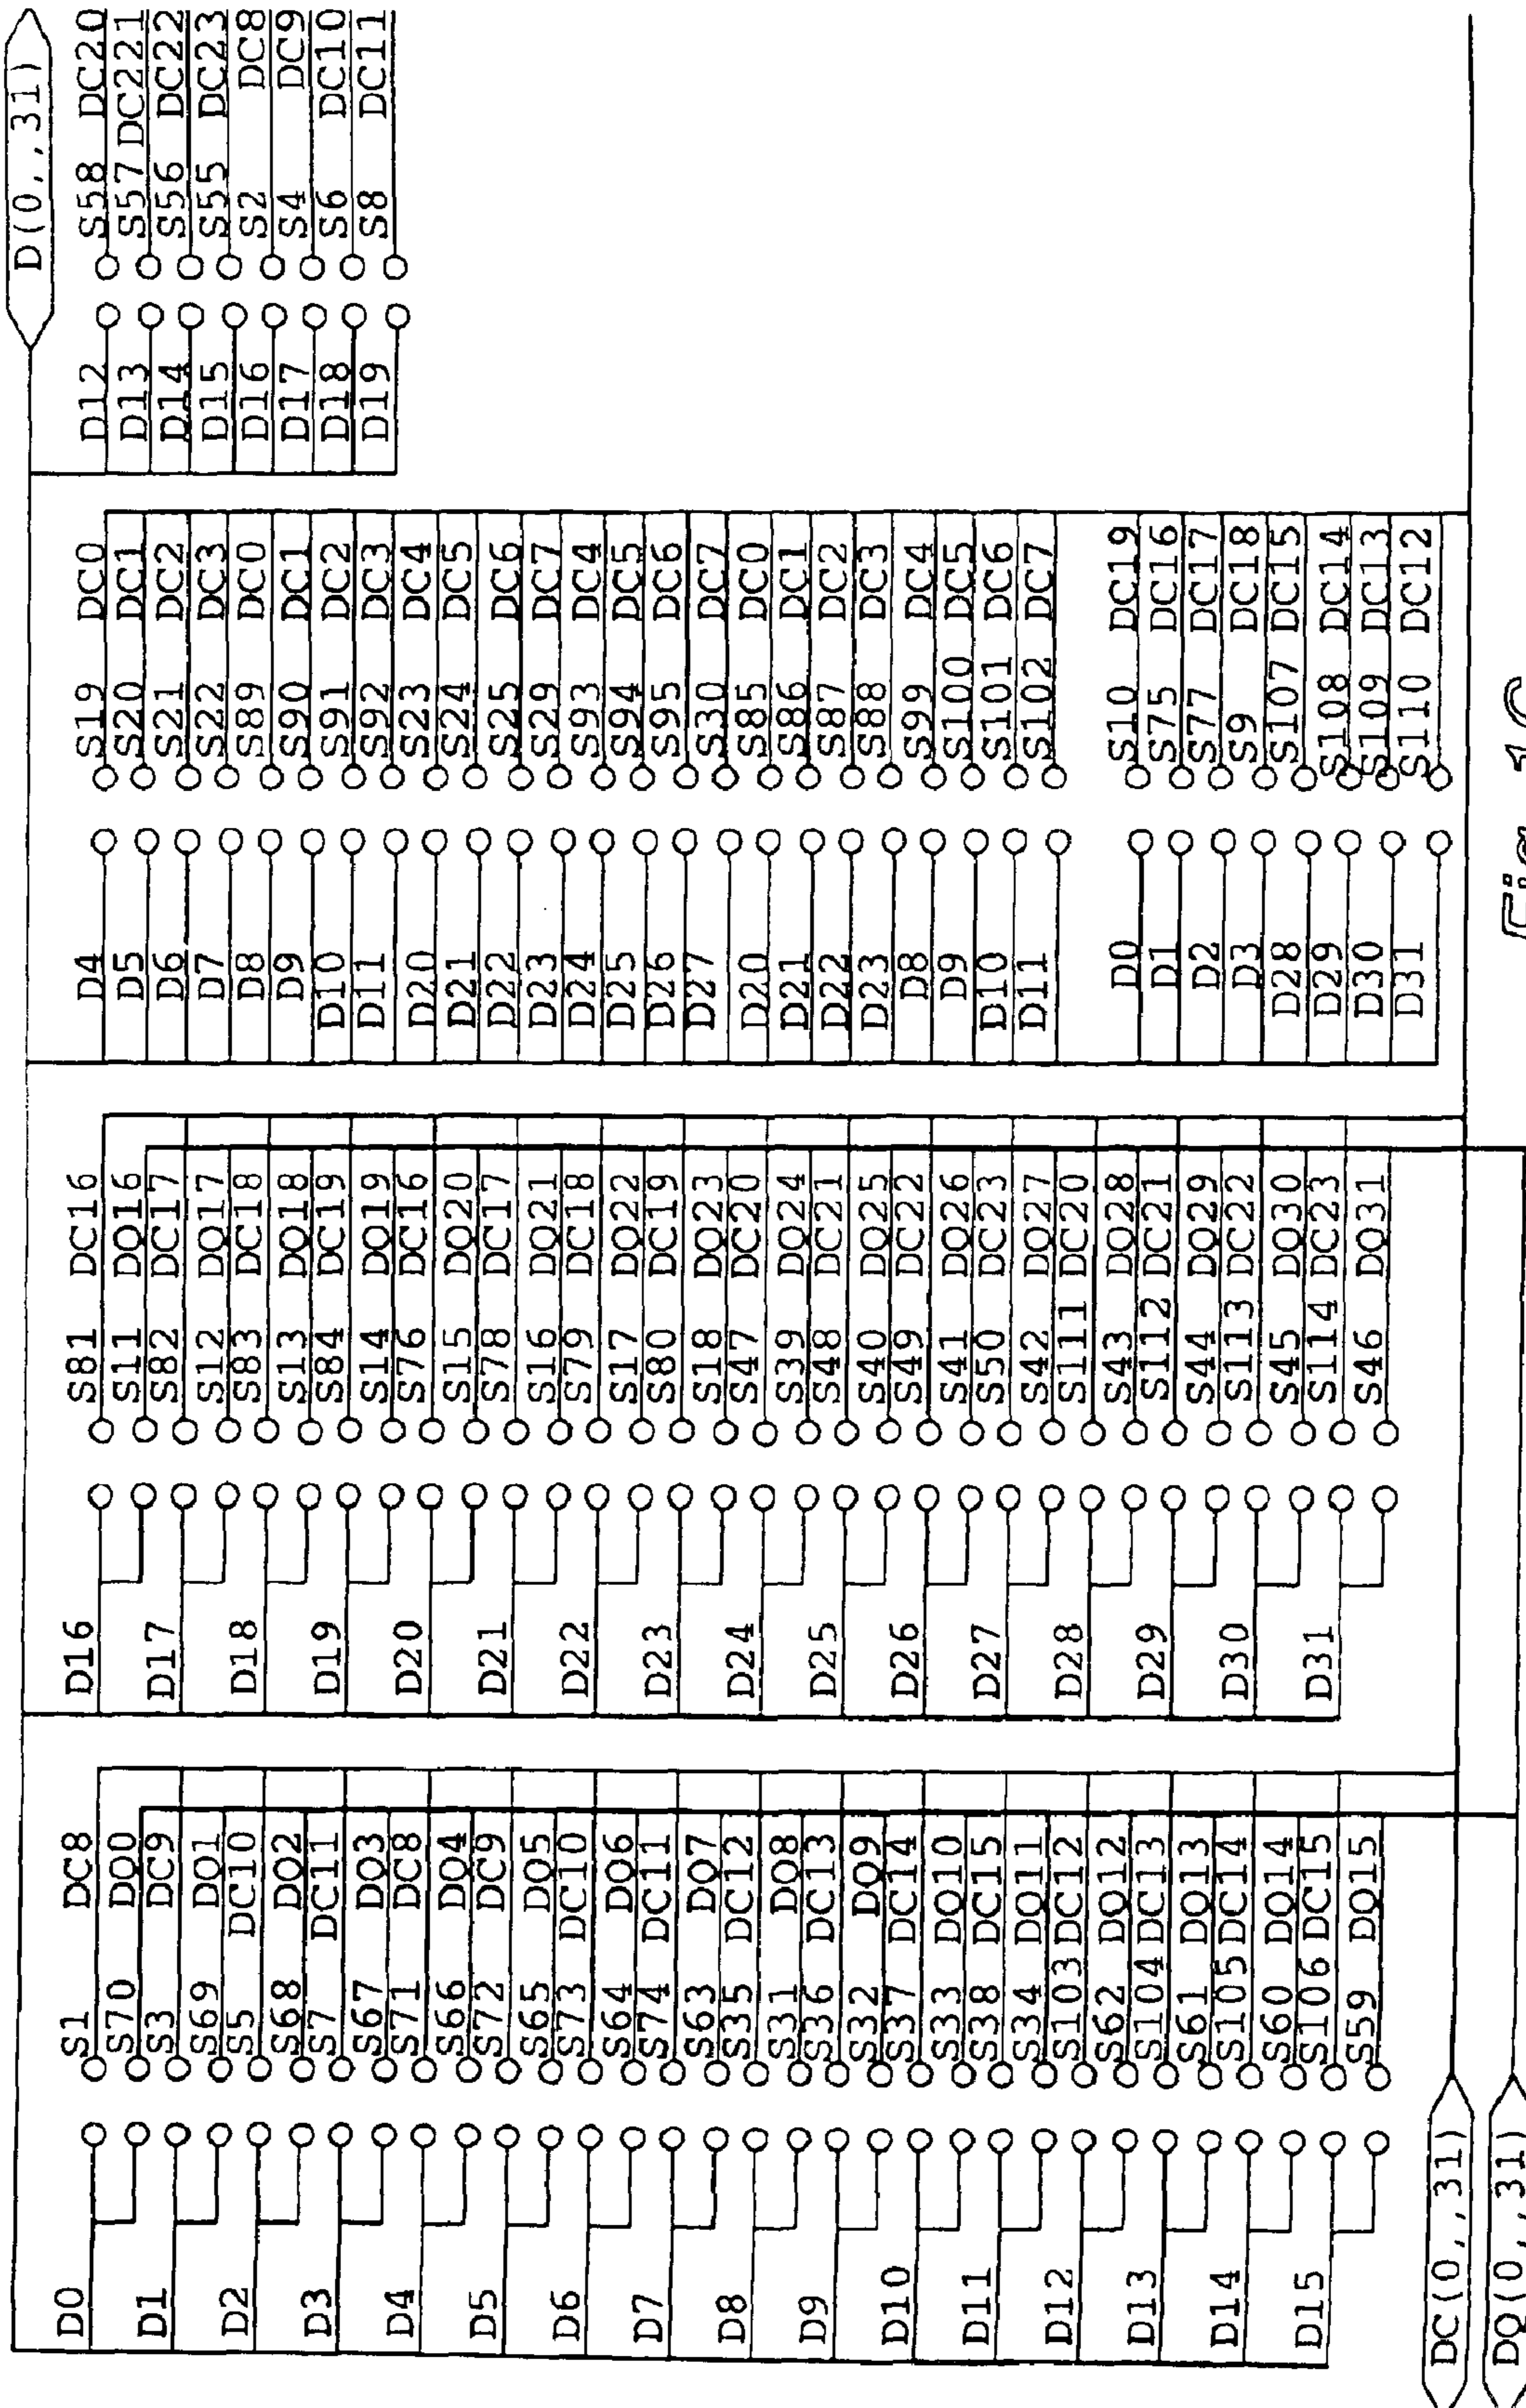 D(0,,31)
D0 S1 DC8
S70 DQ0
D1 S3 DC9
S69 DQ1
D2 S5 DC10
S68 DQ2
D3 S7 DC11
S67 DQ3
D4 S71 DC8
S66 DQ4
D5 S72 DC9
S65 DQ5
D6 S73 DC10
S64 DQ6
D7 S74 DC11
S63 DQ7
D8 S35 DC12
S31 DQ8
D9 S36 DC13
S32 DQ9
D10 S37 DC14
S33 DQ10
D11 S38 DC15
S34 DQ11
D12 S103 DC12
S62 DQ12
D13 S104 DC13
S61 DQ13
D14 S105 DC14
S60 DQ14
D15 S106 DC15
S59 DQ15
D16 S81 DC16
S11 DQ16
D17 S82 DC17
S12 DQ17
D18 S83 DC18
S13 DQ18
D19 S84 DC19
S14 DQ19
D20 S76 DC16
S15 DQ20
D21 S78 DC17
S16 DQ21
D22 S79 DC18
S17 DQ22
D23 S80 DC19
S18 DQ23
D24 S47 DC20
S39 DQ24
D25 S48 DC21
S40 DQ25
D26 S49 DC22
S41 DQ26
D27 S50 DC23
S42 DQ27
D28 S111 DC20
S43 DQ28
D29 S112 DC21
S44 DQ29
D30 S113 DC22
S45 DQ30
D31 S114 DC23
S46 DQ31
D4 S19 DC0
D5 S20 DC1
D6 S21 DC2
D7 S22 DC3
D8 S89 DC0
D9 S90 DC1
D10 S91 DC2
D11 S92 DC3
D20 S23 DC4
D21 S24 DC5
D22 S25 DC6
D23 S29 DC7
D24 S93 DC4
D25 S94 DC5
D26 S95 DC6
D27 S30 DC7
D20 S85 DC0
D21 S86 DC1
D22 S87 DC2
D23 S88 DC3
D8 S99 DC4
D9 S100 DC5
D10 S101 DC6
D11 S102 DC7
D0 S10 DC19
D1 S75 DC16
D2 S77 DC17
D3 S9 DC18
D28 S107 DC15
D29 S108 DC14
D30 S109 DC13
D31 S110 DC12
D12 S58 DC20
D13 S57 DC221
D14 S56 DC22
D15 S55 DC23
D16 S2 DC8
D17 S4 DC9
D18 S6 DC10
D19 S8 DC11
DC(0,,31)
DQ(0,,31)